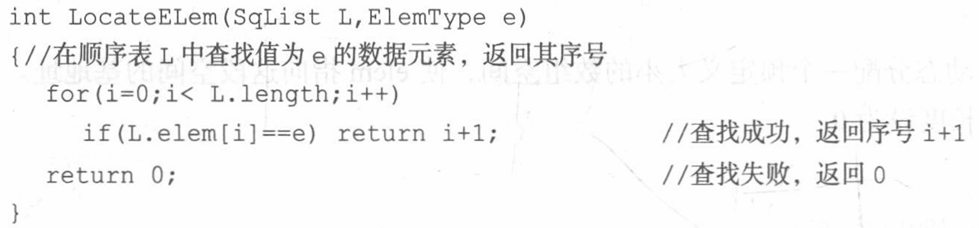 int LocateELem(SqList L,ElemType e)
{//在顺序表 L 中查找值为 e 的数据元素，返回其序号
for(i=0;i< L.length;i++)
if(L.elem[i]==e) return i+1; //查找成功，返回序号 i+1
return 0; //查找失败，返回 0
}